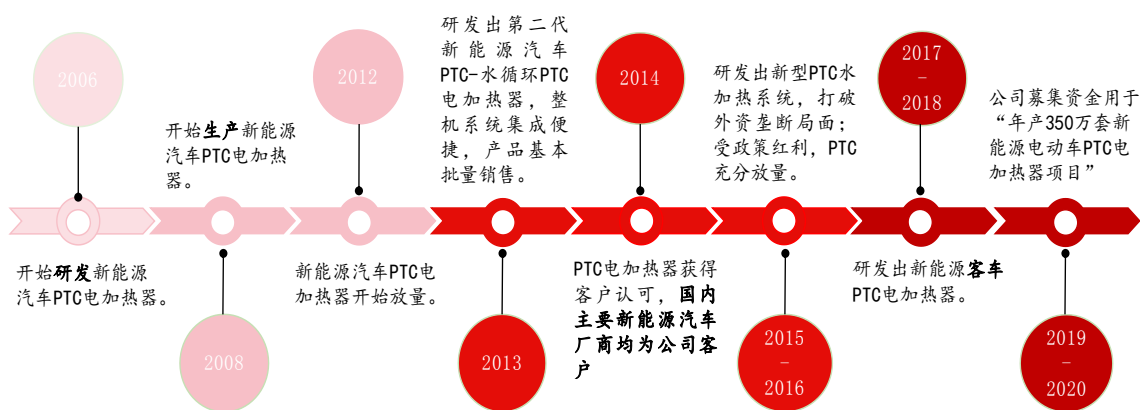 2006
开始研发新能源
汽车PTC电加热器。
开始生产新能源
汽车PTC电加热
器。
2008
2012
新能源汽车PTC电
加热器开始放量。
研发出第二代
新能源汽车
PTC-水循环PTC
电加热器，整
机系统集成便
捷，产品基本
批量销售。
2013
2014
PTC电加热器获得
客户认可，国内
主要新能源汽车
厂商均为公司客
户
研发出新型PTC水
加热系统，打破
外资垄断局面；
受政策红利，PTC
充分放量。
2015
-
2016
2017
-
2018
研发出新能源客车
PTC电加热器。
公司募集资金用于
“年产350万套新
能源电动车PTC电
加热器项目”
2019
-
2020